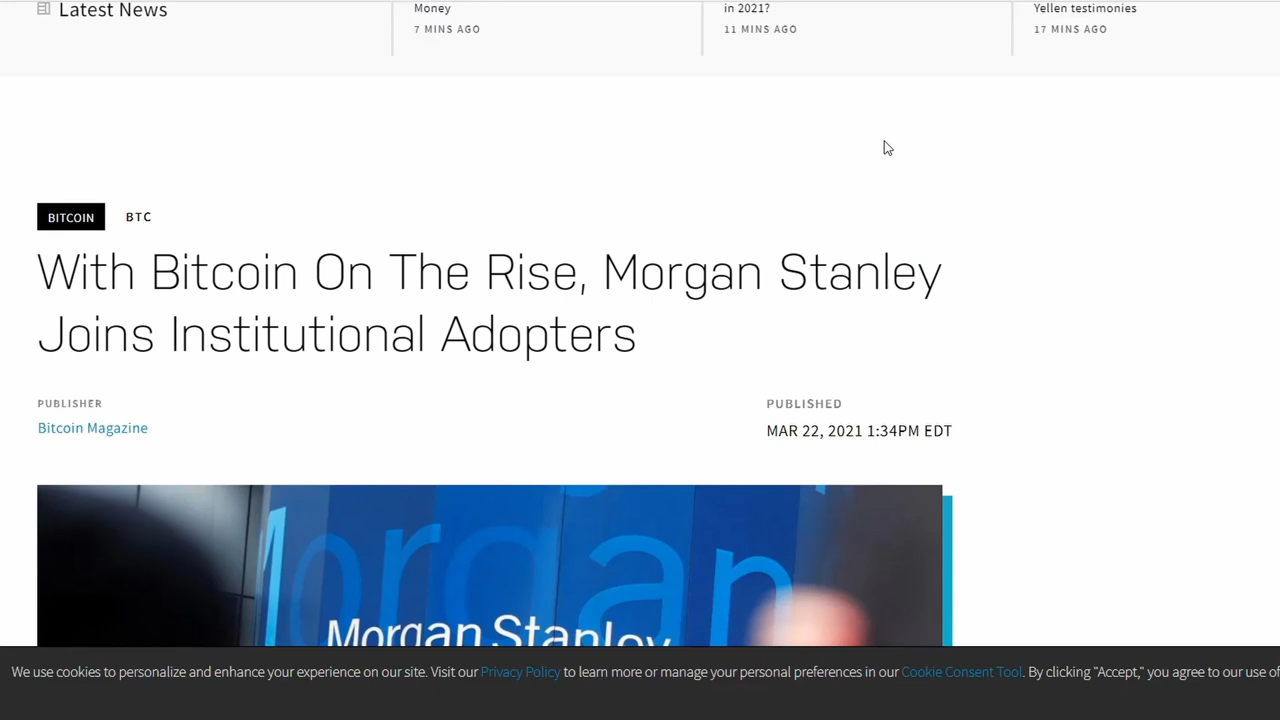 Latest News
Money
7 MINS AGO
in 2021?
11 MINS AGO
Yellen testimonies
17 MINS AGO
BITCOIN BTC
With Bitcoin On The Rise, Morgan Stanley
Joins Institutional Adopters
PUBLISHER
Bitcoin Magazine
PUBLISHED
MAR 22, 2021 1:34PM EDT
Morgan
Morgan Stanley
We use cookies to personalize and enhance your experience on our site. Visit our Privacy Policy to learn more or manage your personal preferences in our Cookie Consent Tool. By clicking "Accept," you agree to our use of